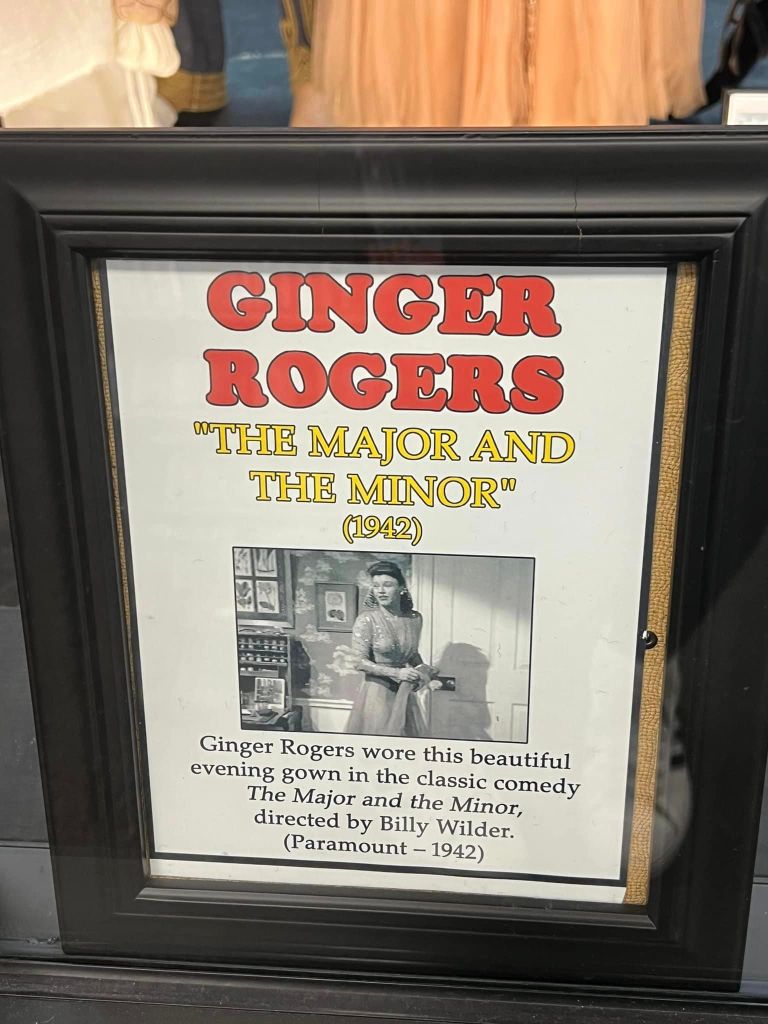 GINGER
ROGERS
"THE MAJOR AND
THE MINOR"
(1942)
Ginger Rogers wore this beautiful
evening gown in the classic comedy
The Major and the Minor,
directed by Billy Wilder.
(Paramount – 1942)